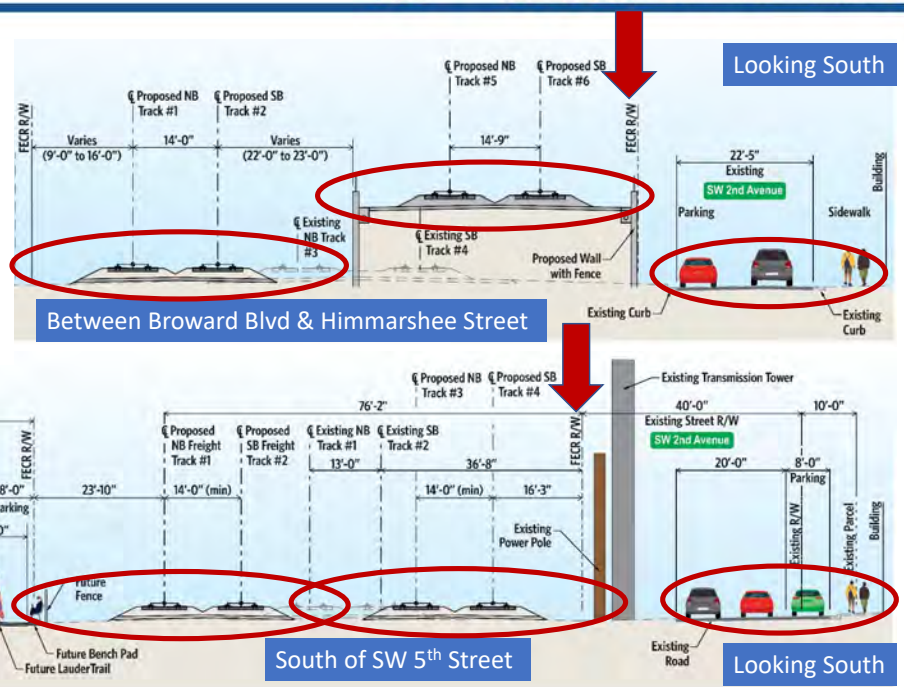 Looking South
℄ Proposed NB
Track #5
℄ Proposed SB
Track #6
℄ Proposed NB
Track #1
℄ Proposed SB
Track #2
FECR R/W
FECR R/W
Varies
(9'-0" to 16'-0")
14'-0"
Varies
(22'-0" to 23'-0")
14'-9"
22'-5"
Existing
SW 2nd Avenue
Building
Parking
Sidewalk
℄ Existing
NB Track
#3
℄ Existing SB
Track #4
Proposed Wall
with Fence
Existing Curb
Existing
Curb
Between Broward Blvd & Himmarshee Street
℄ Proposed NB
Track #3
℄ Proposed SB
Track #4
Existing Transmission Tower
76'-2"
40'-0"
10'-0"
Existing Street R/W
SW 2nd Avenue
FECR R/W
℄ Proposed
NB Freight
Track #1
℄ Proposed
SB Freight
Track #2
℄ Existing NB
Track #1
℄ Existing SB
Track #2
FECR R/W
13'-0"
36'-8"
20'-0"
8'-0"
Parking
8'-0"
arking
23'-10"
14'-0" (min)
14'-0" (min)
16'-3"
0"
Existing
Power Pole
Existing R/W
Existing Parcel
Building
Future
Fence
Future Bench Pad
Future LauderTrail
South of SW 5th Street
Existing
Road
Looking South